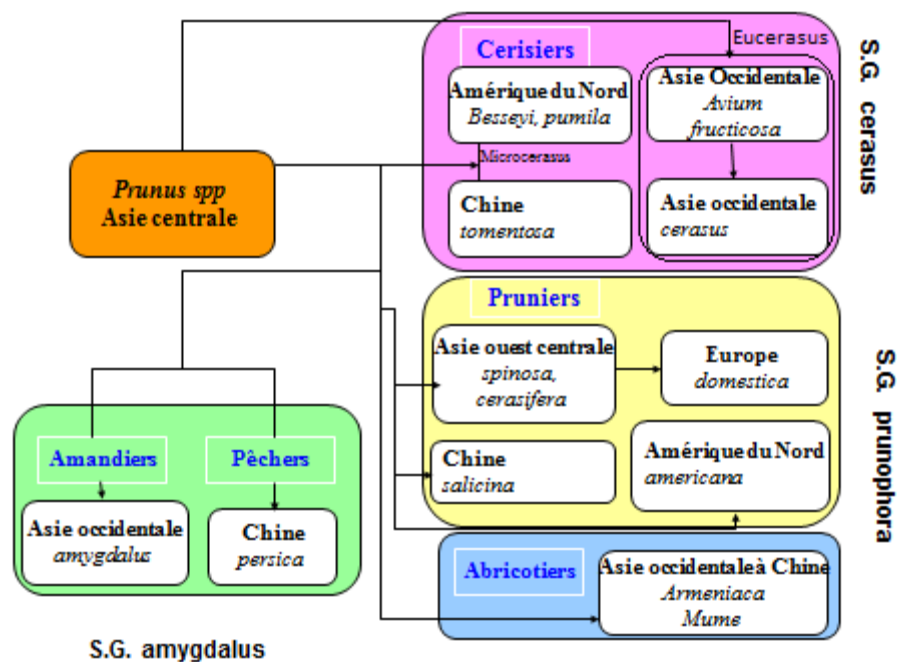 Prunus spp
Asie centrale
Cerisiers
Eucerasus
Amérique du Nord
Besseyi, pumila
Microcerasus
Chine
tomentosa
Asie Occidentale
Avium
fructicosa
Asie occidentale
cerasus
S.G. cerasus
Pruniers
Asie ouest centrale
spinosa,
cerasifera
Europe
domestica
Chine
salicina
Amérique du Nord
americana
S.G. prunophora
Amandiers
Asie occidentale
amygdalus
Pêchers
Chine
persica
S.G. amygdalus
Abricotiers
Asie occidentale à Chine
Armeniaca
Mume